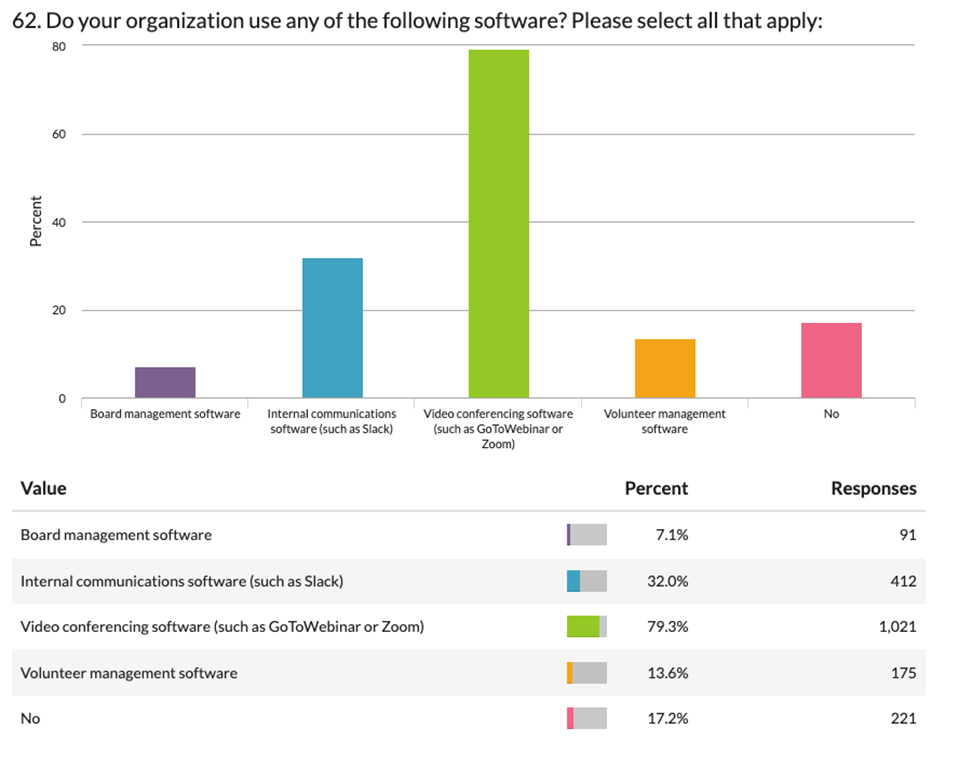 62. Do your organization use any of the following software? Please select all that apply:
80
60
40
20
0
Percent
Board management software
Internal communications
software (such as Slack)
Video conferencing software
(such as GoToWebinar or
Zoom)
Volunteer management
software
No
Value Percent Responses
Board management software 7.1% 91
Internal communications software (such as Slack) 32.0% 412
Video conferencing software (such as GoToWebinar or Zoom) 79.3% 1,021
Volunteer management software 13.6% 175
No 17.2% 221